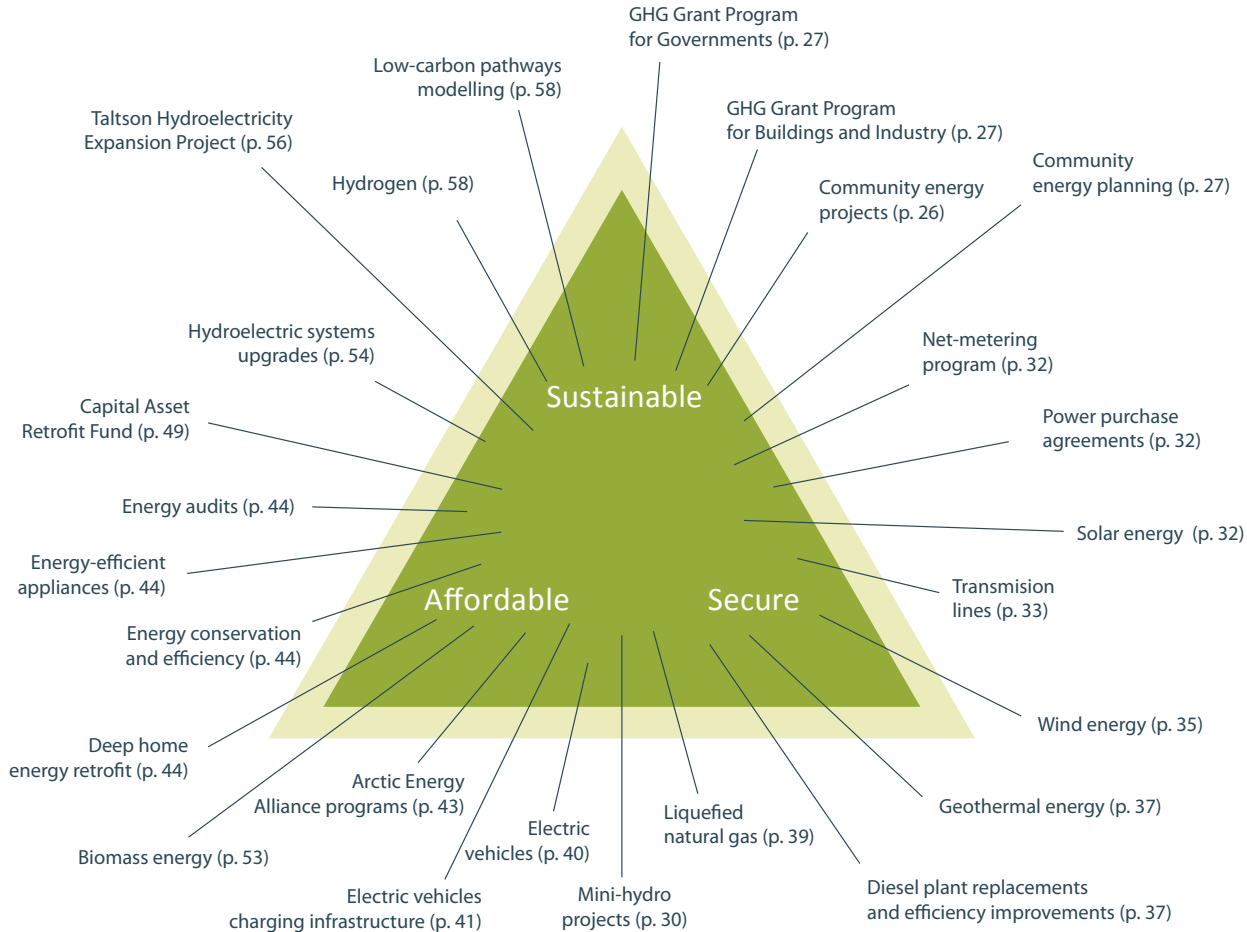 GHG Grant Program
for Governments (p. 27)
Low-carbon pathways
modelling (p. 58)
GHG Grant Program
for Buildings and Industry (p. 27)
Taltson Hydroelectricity
Expansion Project (p. 56)
Community
energy planning (p. 27)
Hydrogen (p. 58)
Community energy
projects (p. 26)
Hydroelectric systems
upgrades (p. 54)
Net-metering
program (p. 32)
Sustainable
Capital Asset
Retrofit Fund (p. 49)
Power purchase
agreements (p. 32)
Energy audits (p. 44)
Solar energy (p. 32)
Energy-efficient
appliances (p. 44)
Transmision
lines (p. 33)
Affordable
Secure
Energy conservation
and efficiency (p. 44)
Wind energy (p. 35)
Deep home
energy retrofit (p. 44)
Arctic Energy
Alliance programs (p. 43)
Geothermal energy (p. 37)
Liquefied
natural gas (p. 39)
Electric
vehicles (p. 40)
Biomass energy (p. 53)
Electric vehicles
charging infrastructure (p. 41)
Mini-hydro
projects (p. 30)
Diesel plant replacements
and efficiency improvements (p. 37)